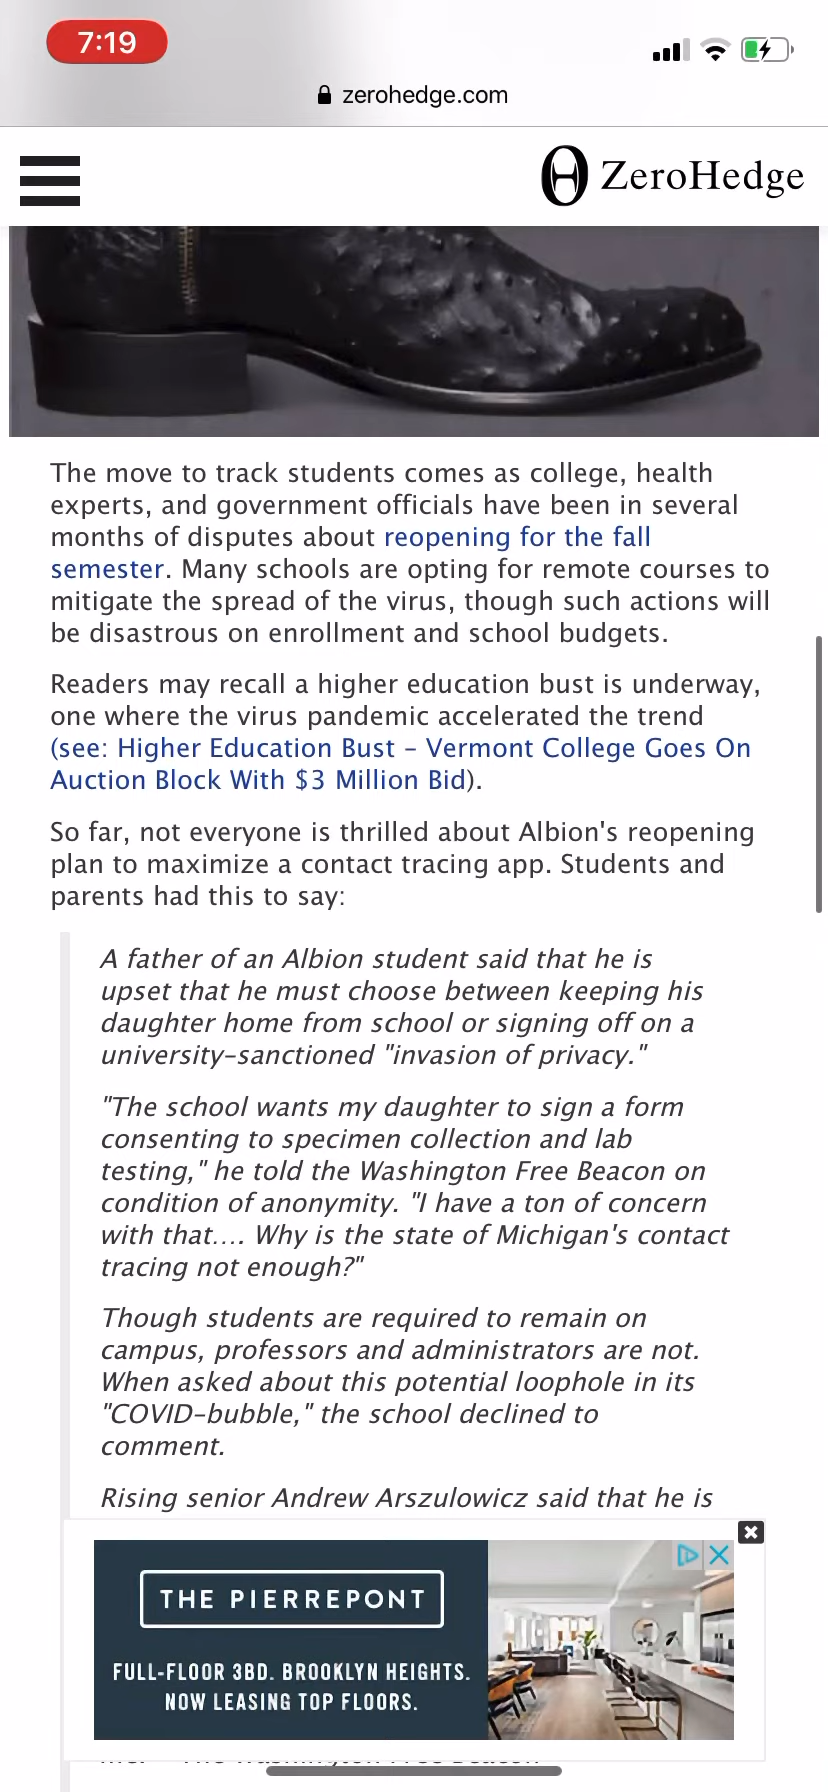 7:19
zerohedge.com
ZeroHedge
The move to track students comes as college, health
experts, and government officials have been in several
months of disputes about reopening for the fall
semester. Many schools are opting for remote courses to
mitigate the spread of the virus, though such actions will
be disastrous on enrollment and school budgets.
Readers may recall a higher education bust is underway,
one where the virus pandemic accelerated the trend
(see: Higher Education Bust – Vermont College Goes On
Auction Block With $3 Million Bid).
So far, not everyone is thrilled about Albion's reopening
plan to maximize a contact tracing app. Students and
parents had this to say:
A father of an Albion student said that he is
upset that he must choose between keeping his
daughter home from school or signing off on a
university-sanctioned "invasion of privacy."
"The school wants my daughter to sign a form
consenting to specimen collection and lab
testing," he told the Washington Free Beacon on
condition of anonymity. "I have a ton of concern
with that.... Why is the state of Michigan's contact
tracing not enough?"
Though students are required to remain on
campus, professors and administrators are not.
When asked about this potential loophole in its
"COVID-bubble," the school declined to
comment.
Rising senior Andrew Arszulowicz said that he is
THE PIERREPONT
FULL-FLOOR 3BD. BROOKLYN HEIGHTS.
NOW LEASING TOP FLOORS.